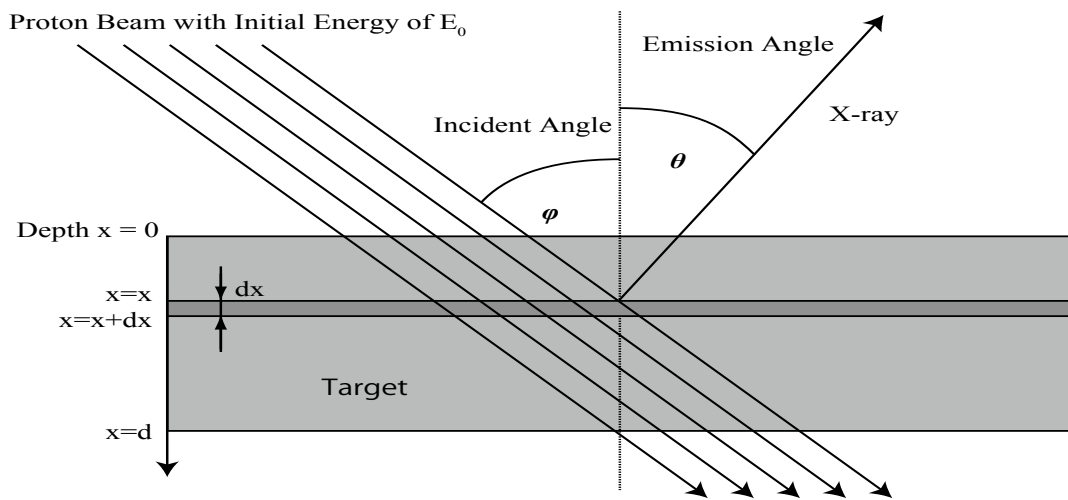 Proton Beam with Initial Energy of E₀
Emission Angle
X-ray
Incident Angle
θ
φ
Depth x = 0
x=x
dx
x=x+dx
Target
x=d